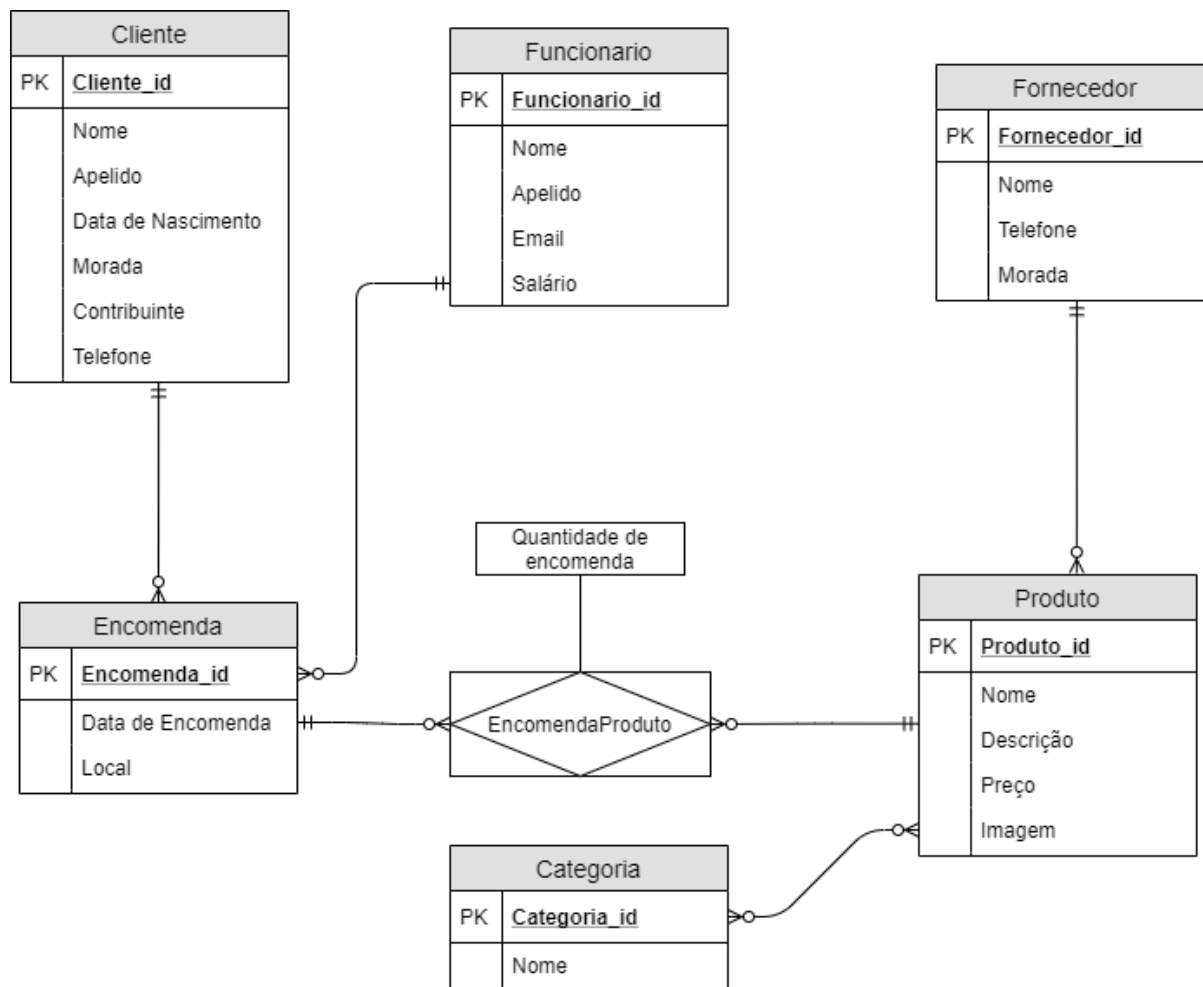 Cliente
PK Cliente_id
Nome
Apelido
Data de Nascimento
Morada
Contribuinte
Telefone
Funcionario
PK Funcionario_id
Nome
Apelido
Email
Salário
Fornecedor
PK Fornecedor_id
Nome
Telefone
Morada
Quantidade de
encomenda
Encomenda
PK Encomenda_id
Data de Encomenda
Local
EncomendaProduto
Produto
PK Produto_id
Nome
Descrição
Preço
Imagem
Categoria
PK Categoria_id
Nome